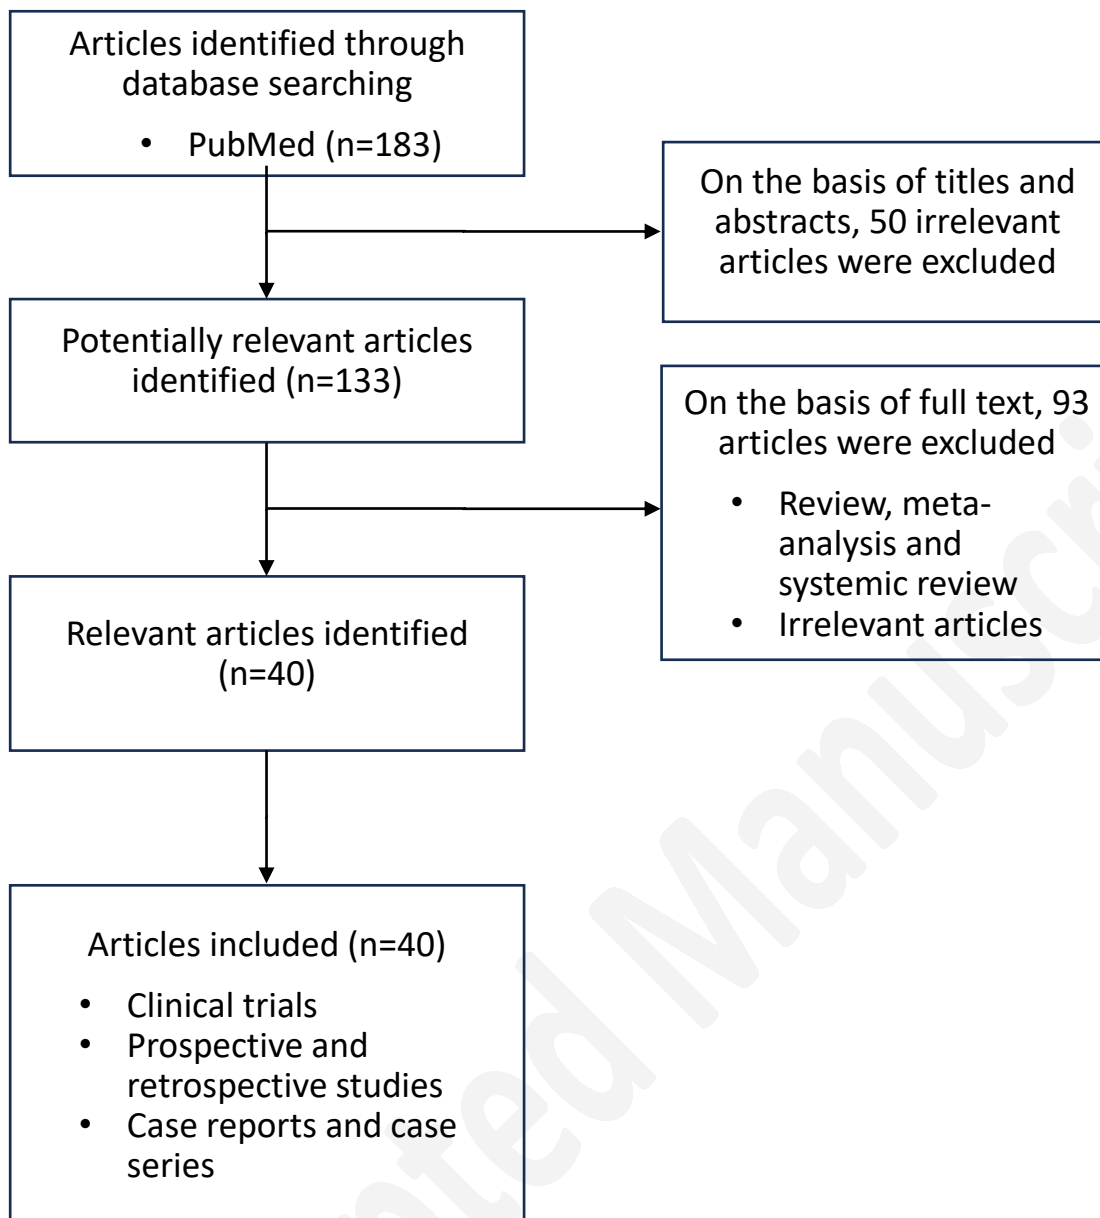 Articles identified through
database searching
• PubMed (n=183)
On the basis of titles and
abstracts, 50 irrelevant
articles were excluded
Potentially relevant articles
identified (n=133)
On the basis of full text, 93
articles were excluded
• Review, meta-
analysis and
systemic review
• Irrelevant articles
Relevant articles identified
(n=40)
Articles included (n=40)
• Clinical trials
• Prospective and
retrospective studies
• Case reports and case
series
pted Manuscri